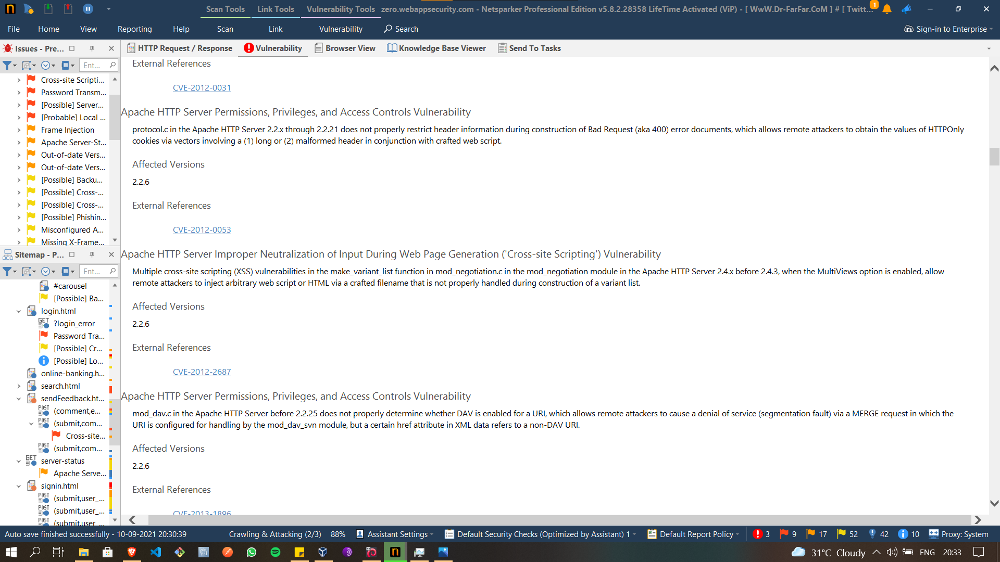 Scan Tools
Link Tools
Vulnerability Tools
zero.webappsecurity.com - Netsparker Professional Edition v5.8.2.28358 LifeTime Activated (ViP) - [ WwW.Dr-FarFar.CoM ] # [ Twitt...
1
File
Home
View
Reporting
Help
Scan
Link
Vulnerability
Search
Sign-in to Enterprise
Issues - Pre...
HTTP Request / Response
Vulnerability
Browser View
Knowledge Base Viewer
Send To Tasks
Ent...
Cross-site Scripti...
Password Transm...
[Possible] Server...
[Probable] Local ...
Frame Injection
Apache Server-St...
Out-of-date Vers...
Out-of-date Vers...
[Possible] Backu...
[Possible] Cross-...
[Possible] Cross-...
[Possible] Phishin...
Misconfigured A...
Missing X-Frame...
Sitemap - P...
Ent...
#carousel
[Possible] Ba...
login.html
GET
?login_error
Password Tra...
[Possible] Cr...
[Possible] Lo...
online-banking.h...
search.html
sendFeedback.ht...
POST
(comment,e...
POST
(submit,com...
Cross-site...
POST
(submit,com...
GET
server-status
Apache Serve...
signin.html
POST
(submit,user_...
POST
(submit,user_...
POST
(submit,user_...
External References
CVE-2012-0031
Apache HTTP Server Permissions, Privileges, and Access Controls Vulnerability
protocol.c in the Apache HTTP Server 2.2.x through 2.2.21 does not properly restrict header information during construction of Bad Request (aka 400) error documents, which allows remote attackers to obtain the values of HTTPOnly
cookies via vectors involving a (1) long or (2) malformed header in conjunction with crafted web script.
Affected Versions
2.2.6
External References
CVE-2012-0053
Apache HTTP Server Improper Neutralization of Input During Web Page Generation ('Cross-site Scripting') Vulnerability
Multiple cross-site scripting (XSS) vulnerabilities in the make_variant_list function in mod_negotiation.c in the mod_negotiation module in the Apache HTTP Server 2.4.x before 2.4.3, when the MultiViews option is enabled, allow
remote attackers to inject arbitrary web script or HTML via a crafted filename that is not properly handled during construction of a variant list.
Affected Versions
2.2.6
External References
CVE-2012-2687
Apache HTTP Server Permissions, Privileges, and Access Controls Vulnerability
mod_dav.c in the Apache HTTP Server before 2.2.25 does not properly determine whether DAV is enabled for a URI, which allows remote attackers to cause a denial of service (segmentation fault) via a MERGE request in which the
URI is configured for handling by the mod_dav_svn module, but a certain href attribute in XML data refers to a non-DAV URI.
Affected Versions
2.2.6
External References
CVE-2013-1896
Auto save finished successfully - 10-09-2021 20:30:39
Crawling & Attacking (2/3)
88%
Assistant Settings
Default Security Checks (Optimized by Assistant) 1
Default Report Policy
3
9
17
52
42
10
Proxy: System
31°C Cloudy
ENG
20:33